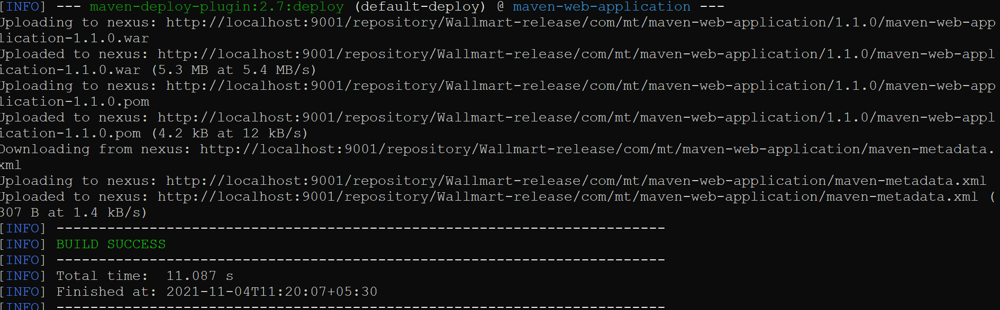 [INFO] --- maven-deploy-plugin:2.7:deploy (default-deploy) @ maven-web-application ---
Uploading to nexus: http://localhost:9001/repository/Wallmart-release/com/mt/maven-web-application/1.1.0/maven-web-app
lication-1.1.0.war
Uploaded to nexus: http://localhost:9001/repository/Wallmart-release/com/mt/maven-web-application/1.1.0/maven-web-appl
ication-1.1.0.war (5.3 MB at 5.4 MB/s)
Uploading to nexus: http://localhost:9001/repository/Wallmart-release/com/mt/maven-web-application/1.1.0/maven-web-app
lication-1.1.0.pom
Uploaded to nexus: http://localhost:9001/repository/Wallmart-release/com/mt/maven-web-application/1.1.0/maven-web-appl
ication-1.1.0.pom (4.2 kB at 12 kB/s)
Downloading from nexus: http://localhost:9001/repository/Wallmart-release/com/mt/maven-web-application/maven-metadata.
xml
Uploading to nexus: http://localhost:9001/repository/Wallmart-release/com/mt/maven-web-application/maven-metadata.xml
Uploaded to nexus: http://localhost:9001/repository/Wallmart-release/com/mt/maven-web-application/maven-metadata.xml (
307 B at 1.4 kB/s)
[INFO] ------------------------------------------------------------------------
[INFO] BUILD SUCCESS
[INFO] ------------------------------------------------------------------------
[INFO] Total time:  11.087 s
[INFO] Finished at: 2021-11-04T11:20:07+05:30
[INFO] ------------------------------------------------------------------------